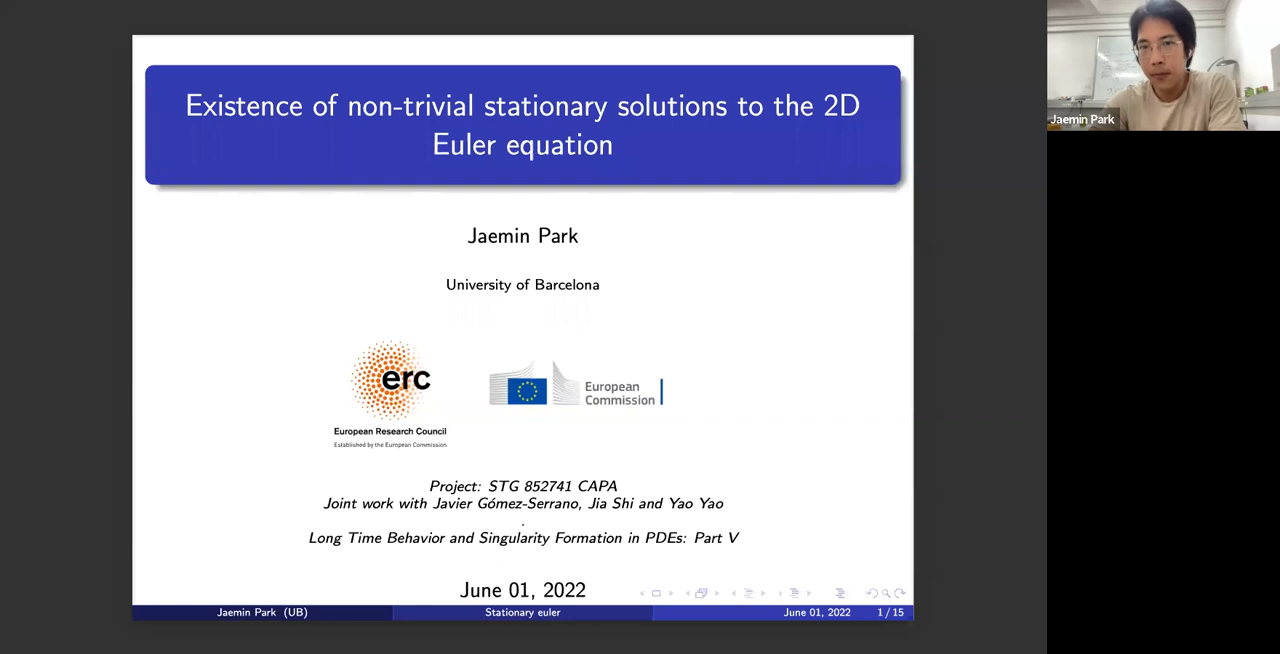 Existence of non-trivial stationary solutions to the 2D
Euler equation
Jaemin Park
University of Barcelona
erc
European Research Council
Established by the European Commission
European
Commission
Project: STG 852741 CAPA
Joint work with Javier Gómez-Serrano, Jia Shi and Yao Yao
.
Long Time Behavior and Singularity Formation in PDEs: Part V
June 01, 2022
Jaemin Park (UB)
Stationary euler
June 01, 2022
1 / 15
Jaemin Park